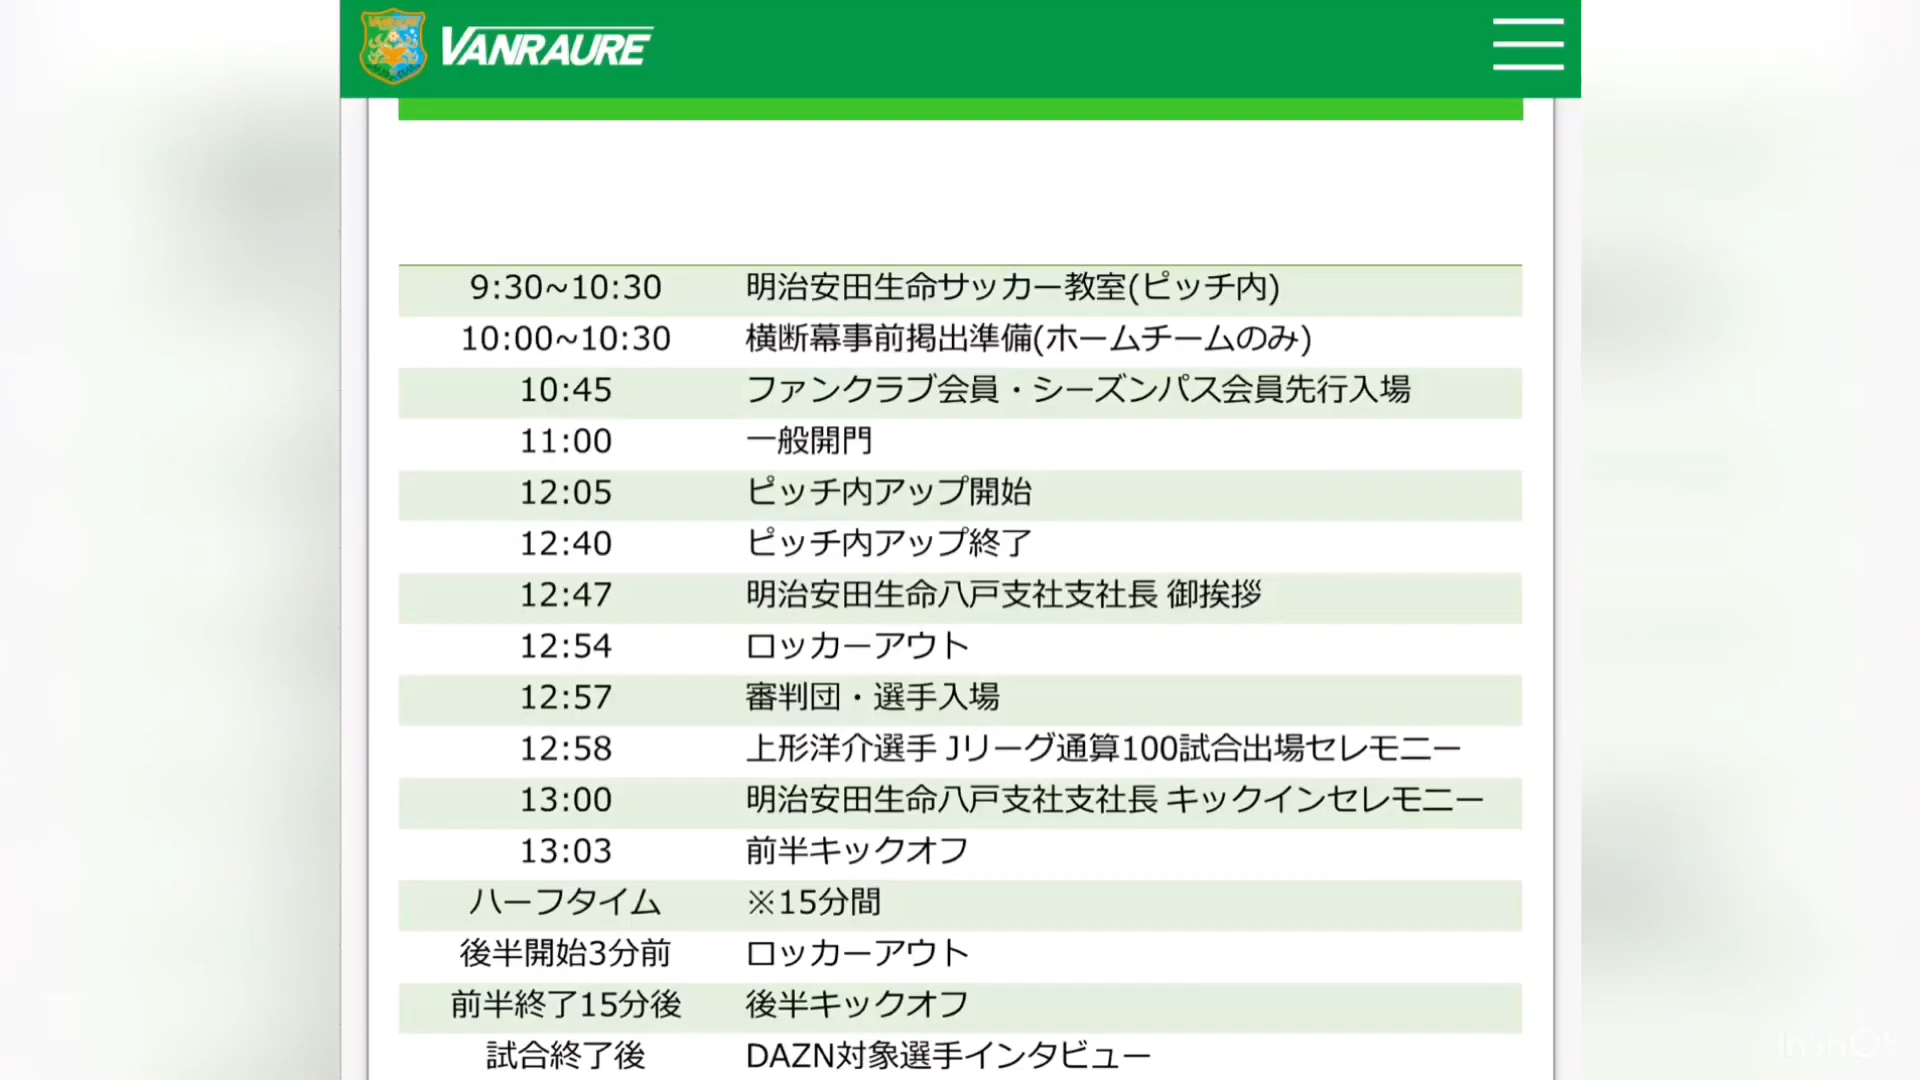 VANRAURE
9:30~10:30 明治安田生命サッカー教室(ピッチ内)
10:00~10:30 横断幕事前掲出準備(ホームチームのみ)
10:45 ファンクラブ会員・シーズンパス会員先行入場
11:00 一般開門
12:05 ピッチ内アップ開始
12:40 ピッチ内アップ終了
12:47 明治安田生命八戸支社支社長 御挨拶
12:54 ロッカーアウト
12:57 審判団・選手入場
12:58 上形洋介選手 Jリーグ通算100試合出場セレモニー
13:00 明治安田生命八戸支社支社長 キックインセレモニー
13:03 前半キックオフ
ハーフタイム ※15分間
後半開始3分前 ロッカーアウト
前半終了15分後 後半キックオフ
試合終了後 DAZN対象選手インタビュー
InShOt